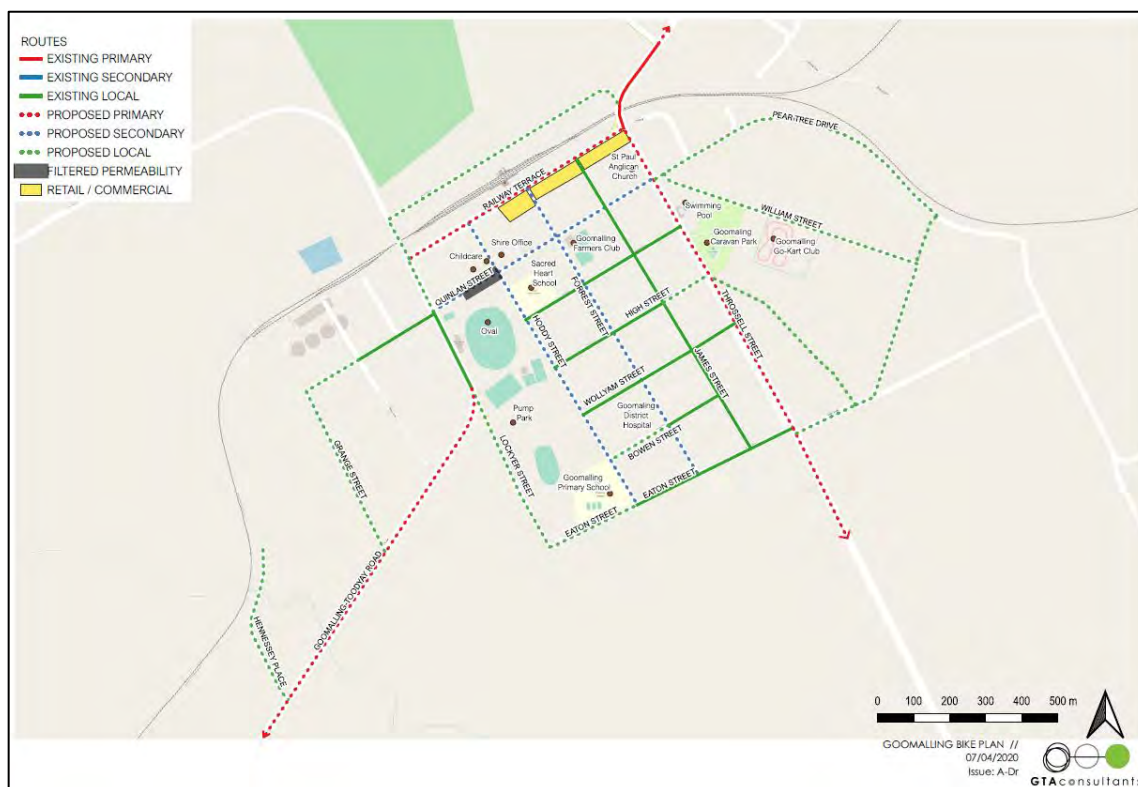 ROUTES
EXISTING PRIMARY
EXISTING SECONDARY
EXISTING LOCAL
PROPOSED PRIMARY
PROPOSED SECONDARY
PROPOSED LOCAL
FILTERED PERMEABILITY
RETAIL / COMMERCIAL
PEAR-TREE DRIVE
RAILWAY TERRACE
St Paul
Anglican
Church
Swimming
Pool
WILLIAM STREET
Goomalling
Caravan Park
Goomalling
Go-Kart Club
Shire Office
Goomalling
Farmers Club
Childcare
Sacred
Heart
School
QUINLAN STREET
Oval
HODDY STREET
FORREST STREET
HIGH STREET
THROSSELL STREET
JAMES STREET
WOLLYAM STREET
Pump
Park
Goomalling
District
Hospital
LOCKYER STREET
BOWEN STREET
GRANGE STREET
Goomalling
Primary School
EATON STREET
EATON STREET
GOOMALLING-TOODYAY ROAD
HENNESSEY PLACE
0 100 200 300 400 500 m
GOOMALLING BIKE PLAN //
07/04/2020
Issue: A-Dr
GTAconsultants